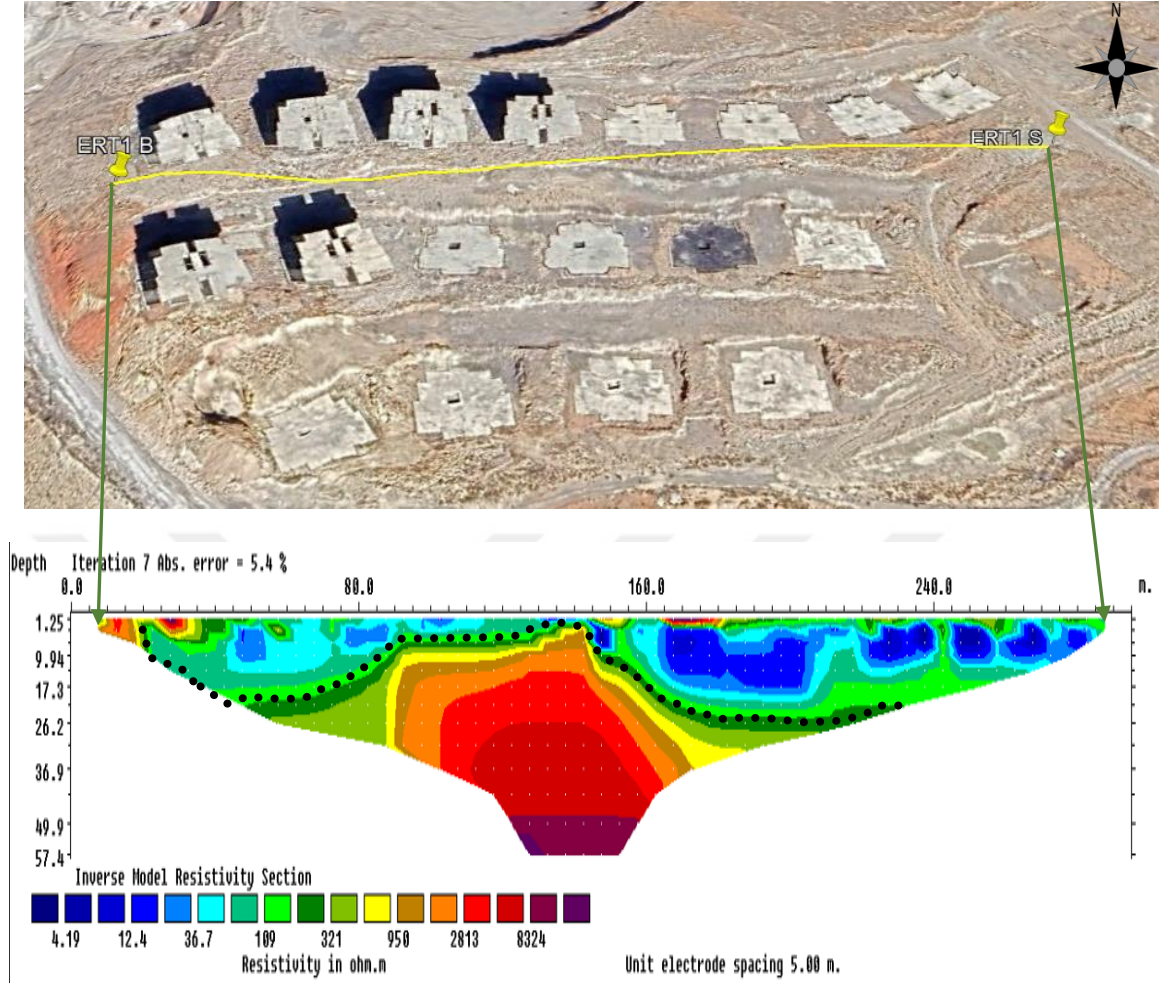 N
ERT1 B
ERT1 S
Depth Iteration 7 Abs. error = 5.4 %
0.0 80.0 160.0 240.0 m.
1.25
9.94
17.3
26.2
36.9
49.9
57.4
Inverse Model Resistivity Section
4.19 12.4 36.7 109 321 950 2813 8324
Resistivity in ohm.m Unit electrode spacing 5.00 m.